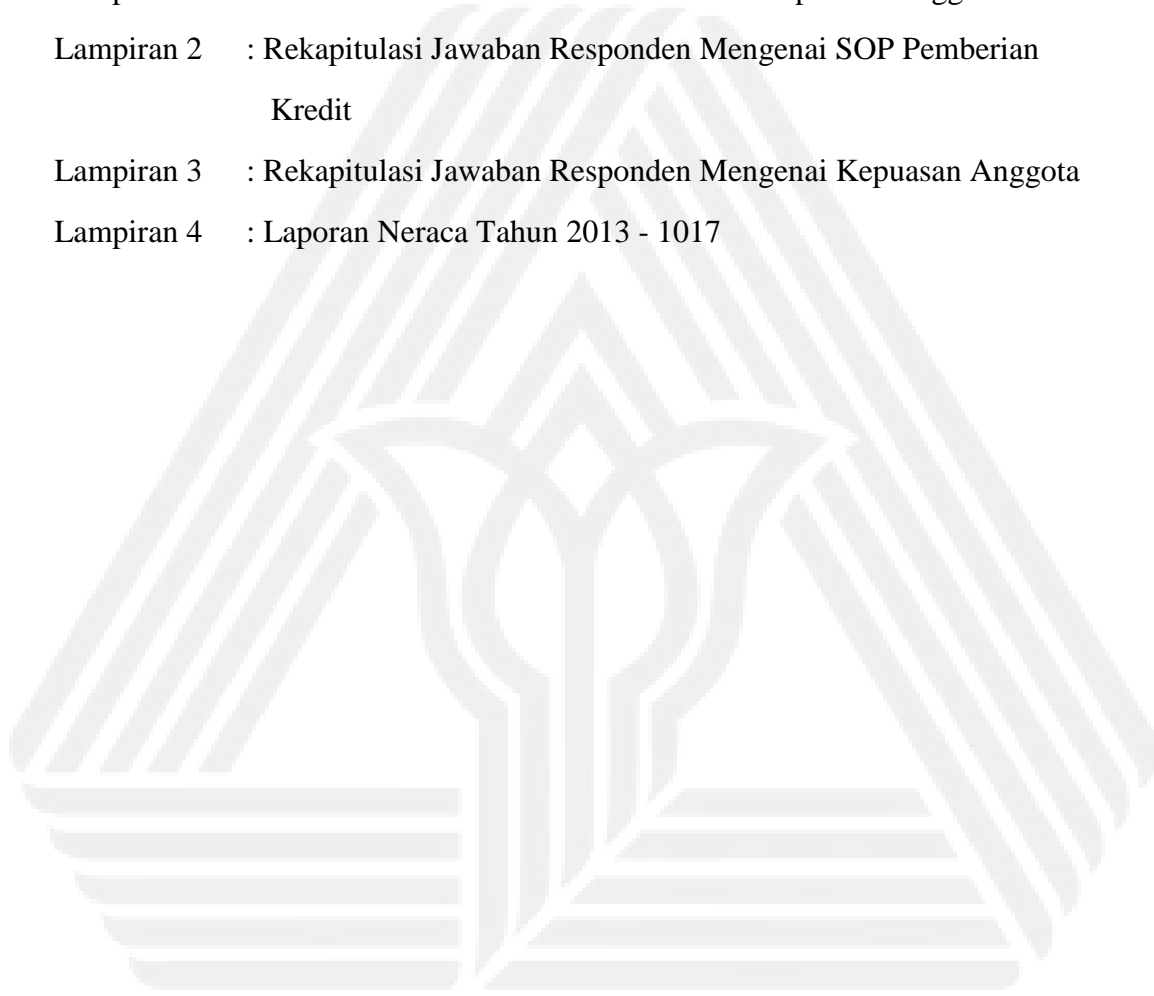 Lampiran 2 : Rekapitulasi Jawaban Responden Mengenai SOP Pemberian
Kredit
Lampiran 3 : Rekapitulasi Jawaban Responden Mengenai Kepuasan Anggota
Lampiran 4 : Laporan Neraca Tahun 2013 - 1017